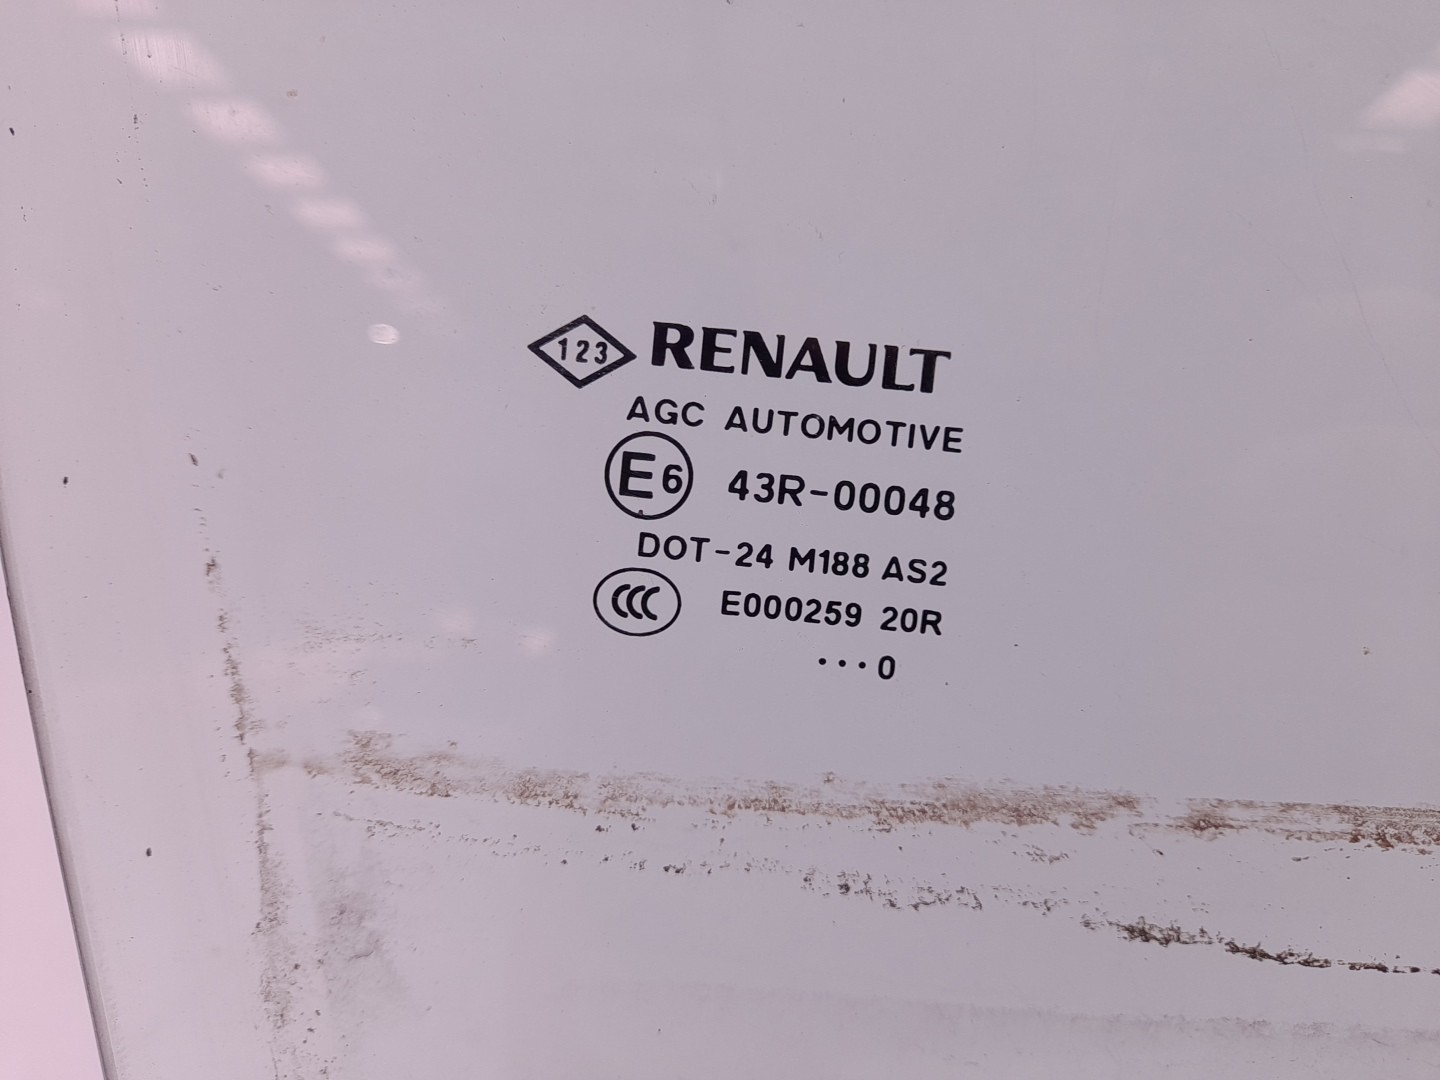 123 RENAULT
AGC AUTOMOTIVE
E6 43R-00048
DOT-24 M188 AS2
CCC E000259 20R
•••0